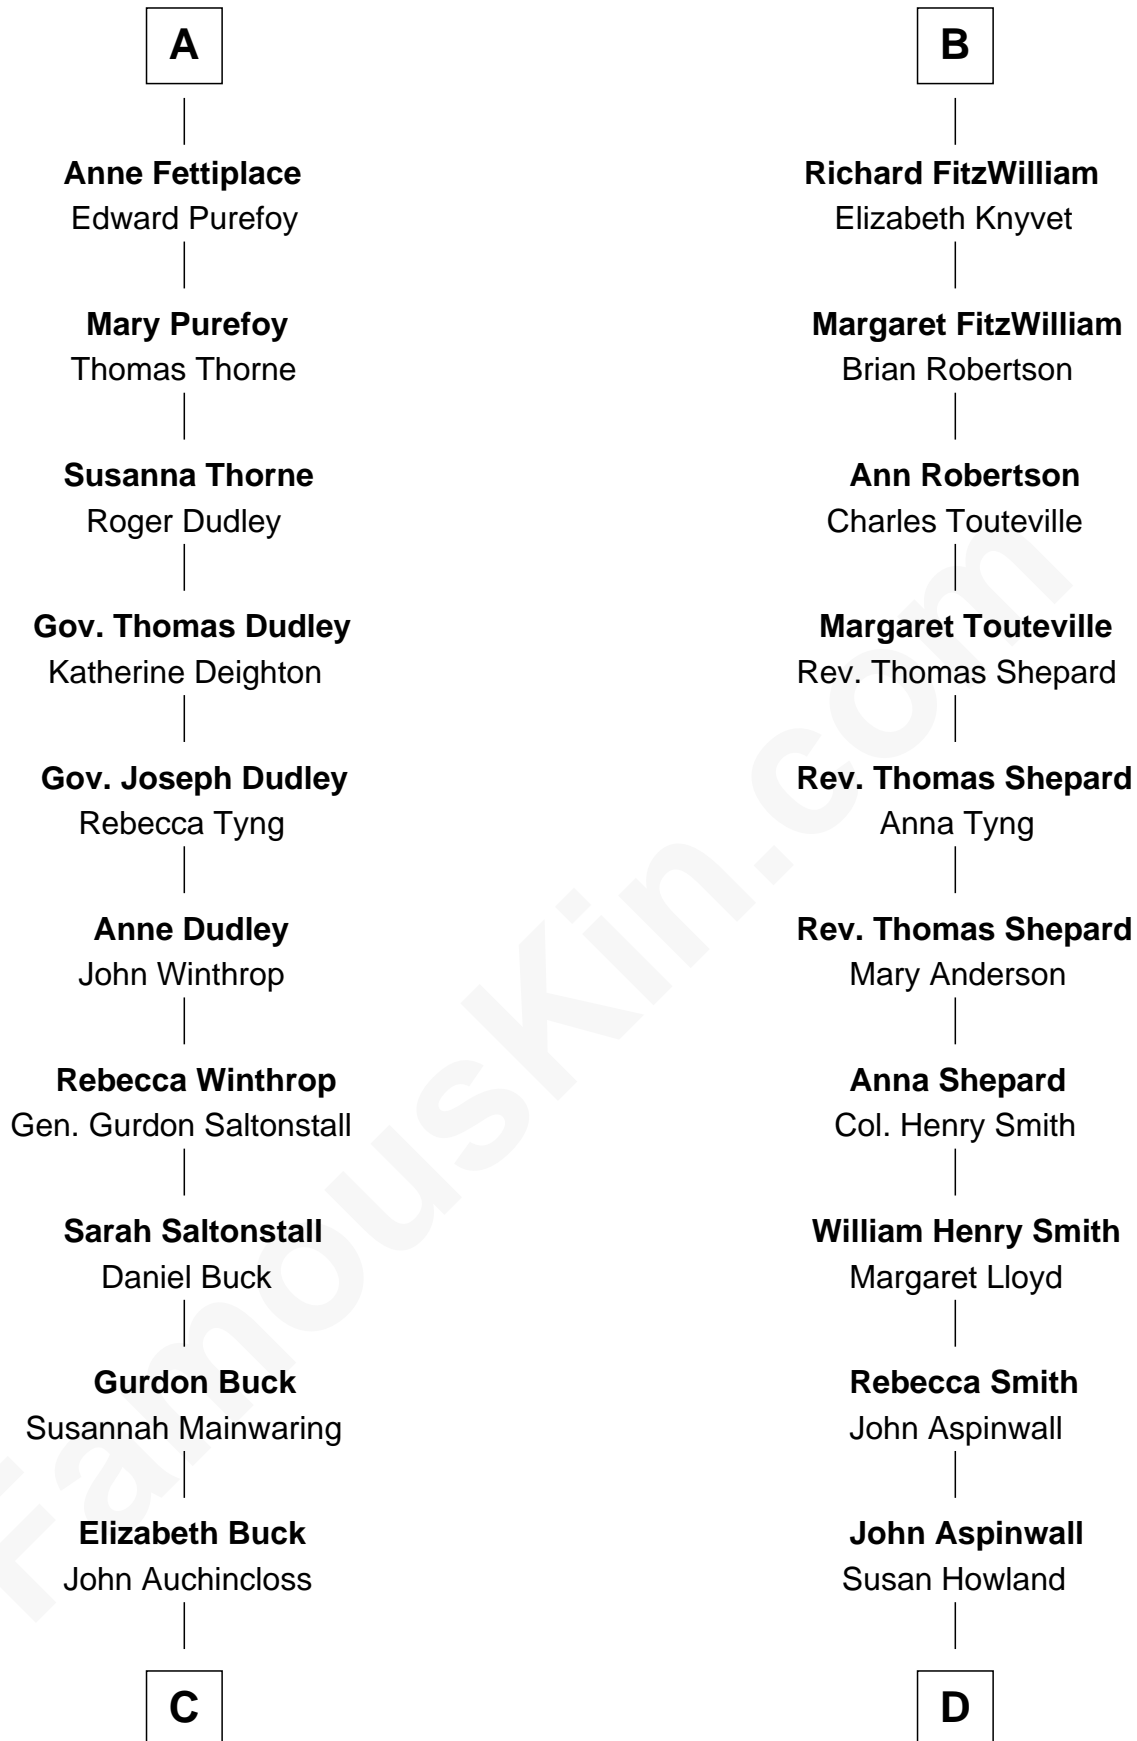 A
Anne Fettiplace
Edward Purefoy
Mary Purefoy
Thomas Thorne
Susanna Thorne
Roger Dudley
Gov. Thomas Dudley
Katherine Deighton
Gov. Joseph Dudley
Rebecca Tyng
Anne Dudley
John Winthrop
Rebecca Winthrop
Gen. Gurdon Saltonstall
Sarah Saltonstall
Daniel Buck
Gurdon Buck
Susannah Mainwaring
Elizabeth Buck
John Auchincloss
C
B
Richard FitzWilliam
Elizabeth Knyvet
Margaret FitzWilliam
Brian Robertson
Ann Robertson
Charles Touteville
Margaret Touteville
Rev. Thomas Shepard
Rev. Thomas Shepard
Anna Tyng
Rev. Thomas Shepard
Mary Anderson
Anna Shepard
Col. Henry Smith
William Henry Smith
Margaret Lloyd
Rebecca Smith
John Aspinwall
John Aspinwall
Susan Howland
D
FamousKin.com